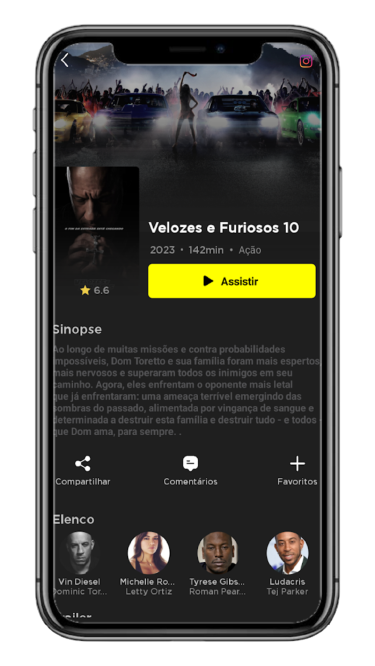 Velozes e Furiosos 10
2023 • 142min • Ação
Assistir
6.6
Sinopse
Ao longo de muitas missões e contra probabilidades
impossíveis, Dom Toretto e sua família foram mais espertos,
mais nervosos e superaram todos os inimigos em seu
caminho. Agora, eles enfrentam o oponente mais letal
que já enfrentaram: uma ameaça terrível emergindo das
sombras do passado, alimentada por vingança de sangue e
determinada a destruir esta família e destruir tudo - e todos -
que Dom ama, para sempre. .
Compartilhar
Comentários
Favoritos
Elenco
Vin Diesel
Michelle Ro...
Tyrese Gibs...
Ludacris
Dominic Tor...
Letty Ortiz
Roman Pear...
Tej Parker